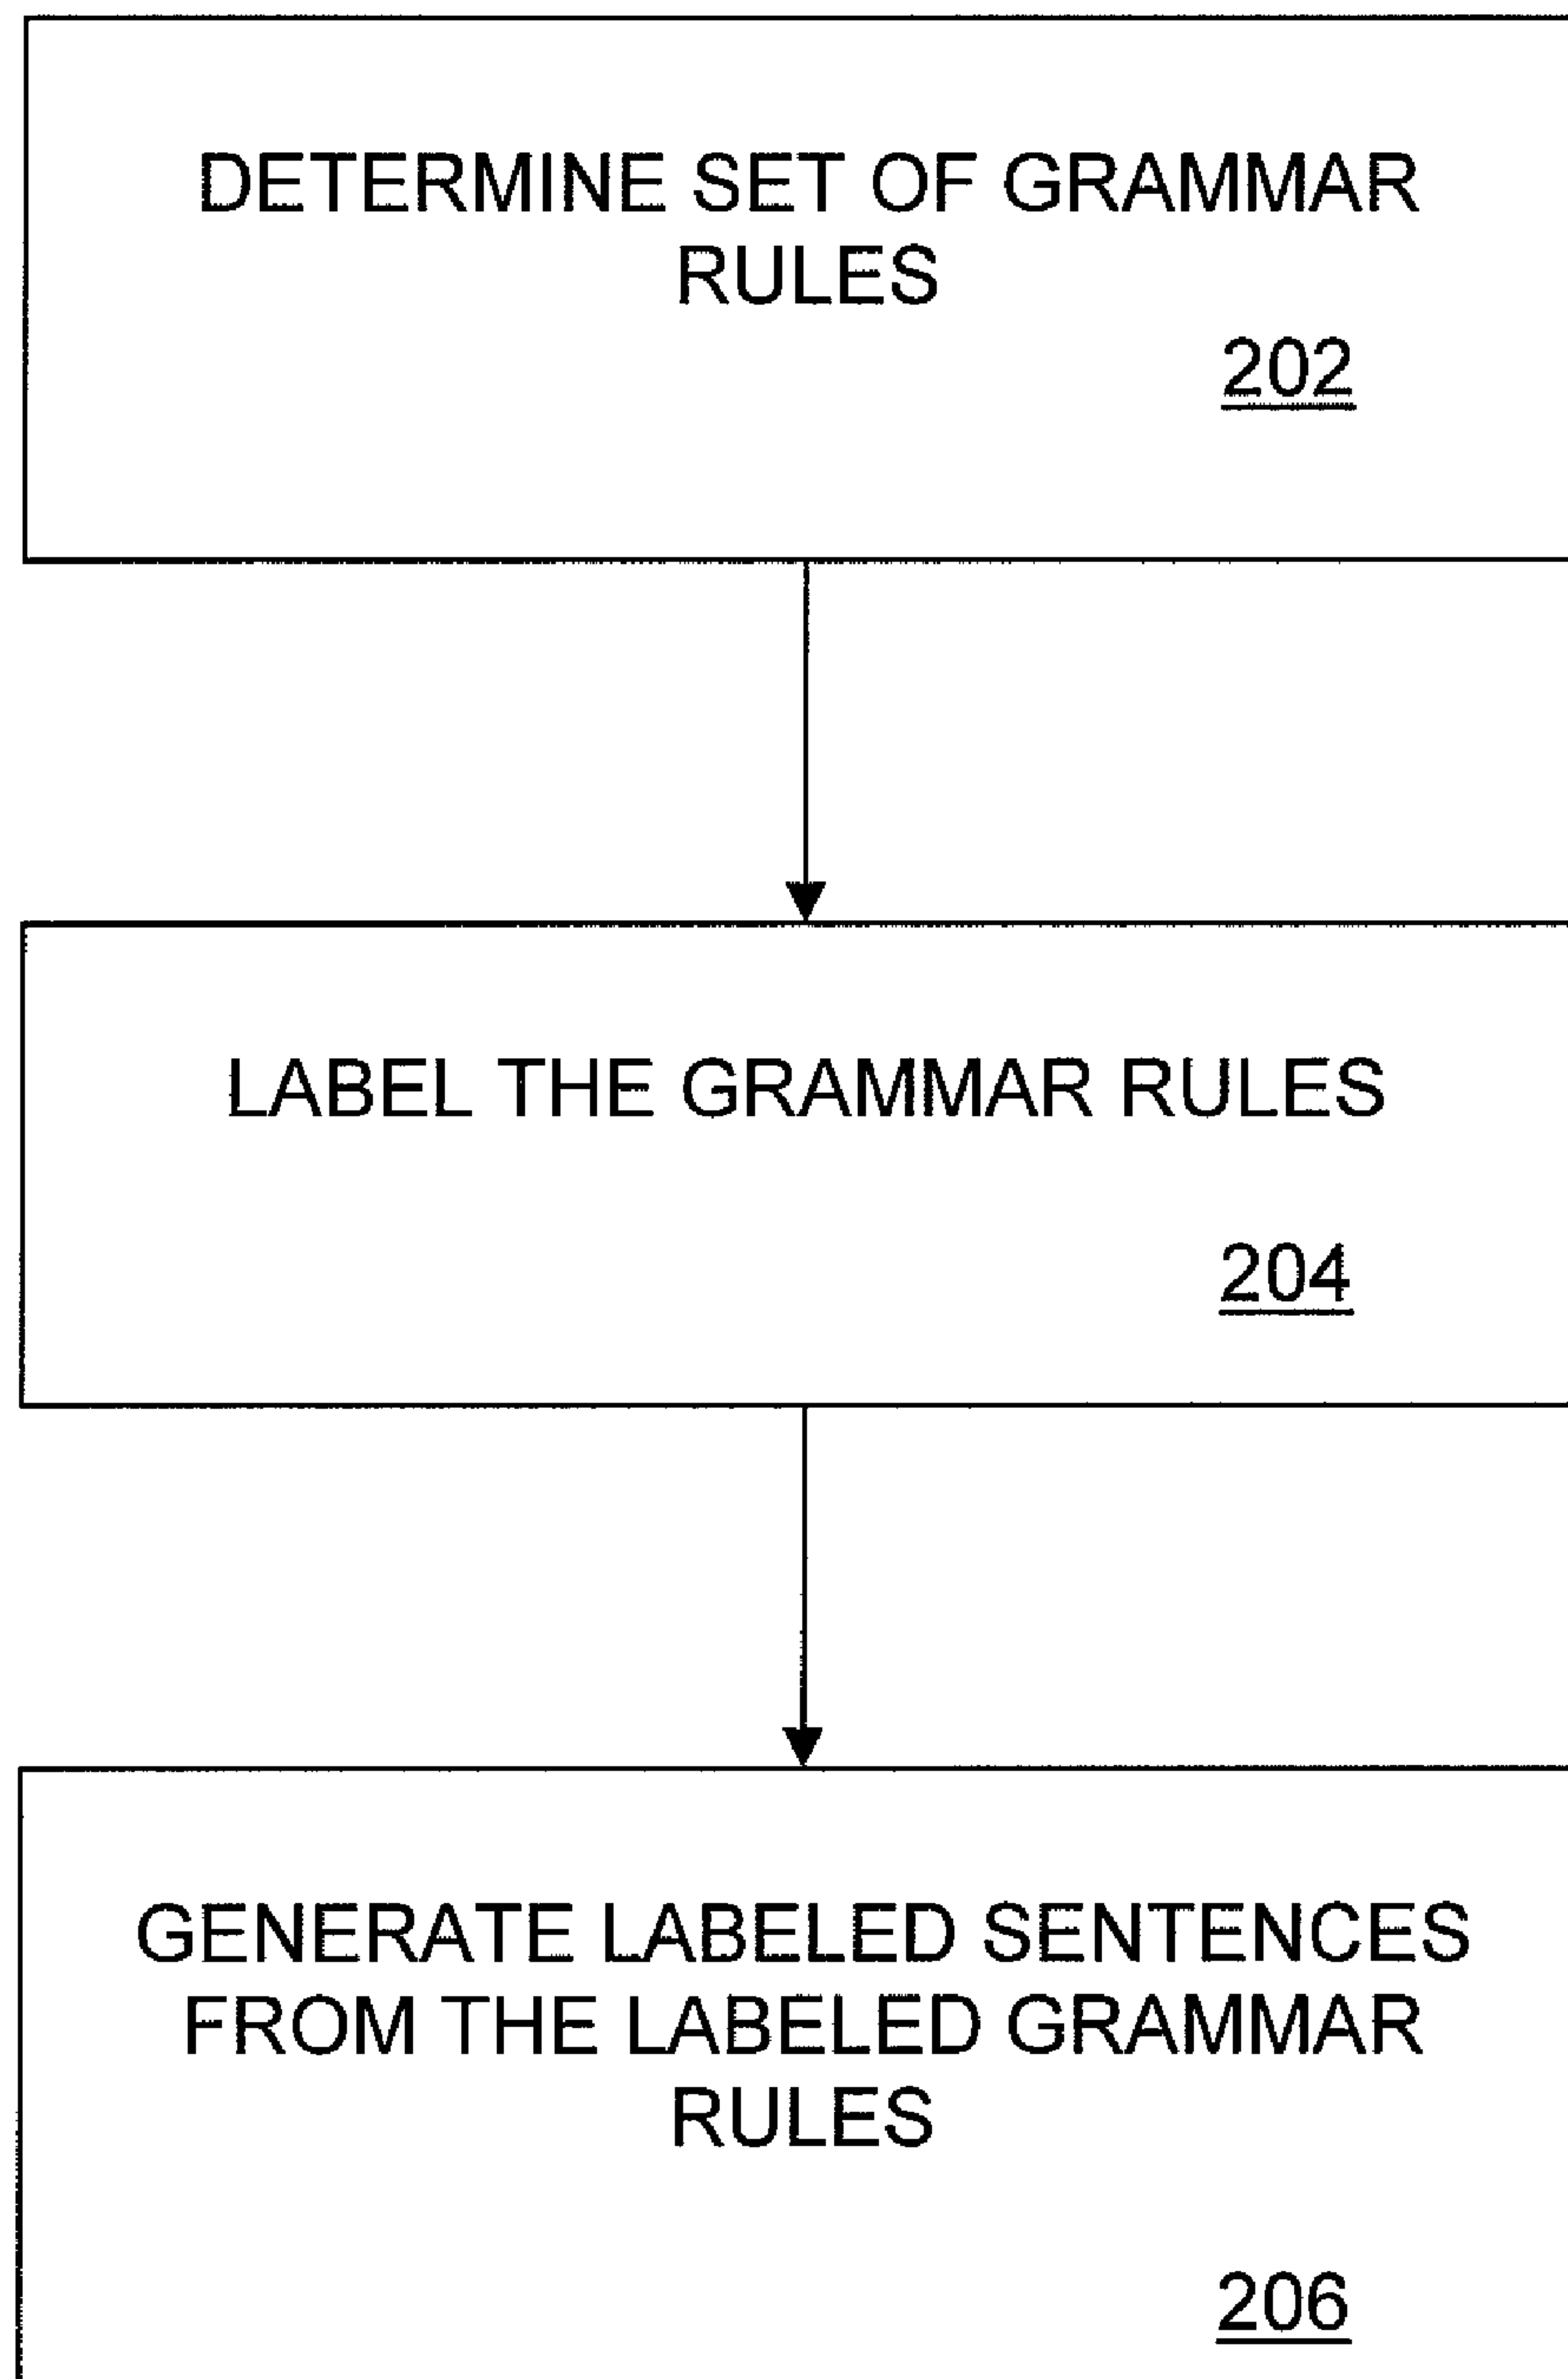 DETERMINE SET OF GRAMMAR
RULES
202
LABEL THE GRAMMAR RULES
204
GENERATE LABELED SENTENCES
FROM THE LABELED GRAMMAR
RULES
206